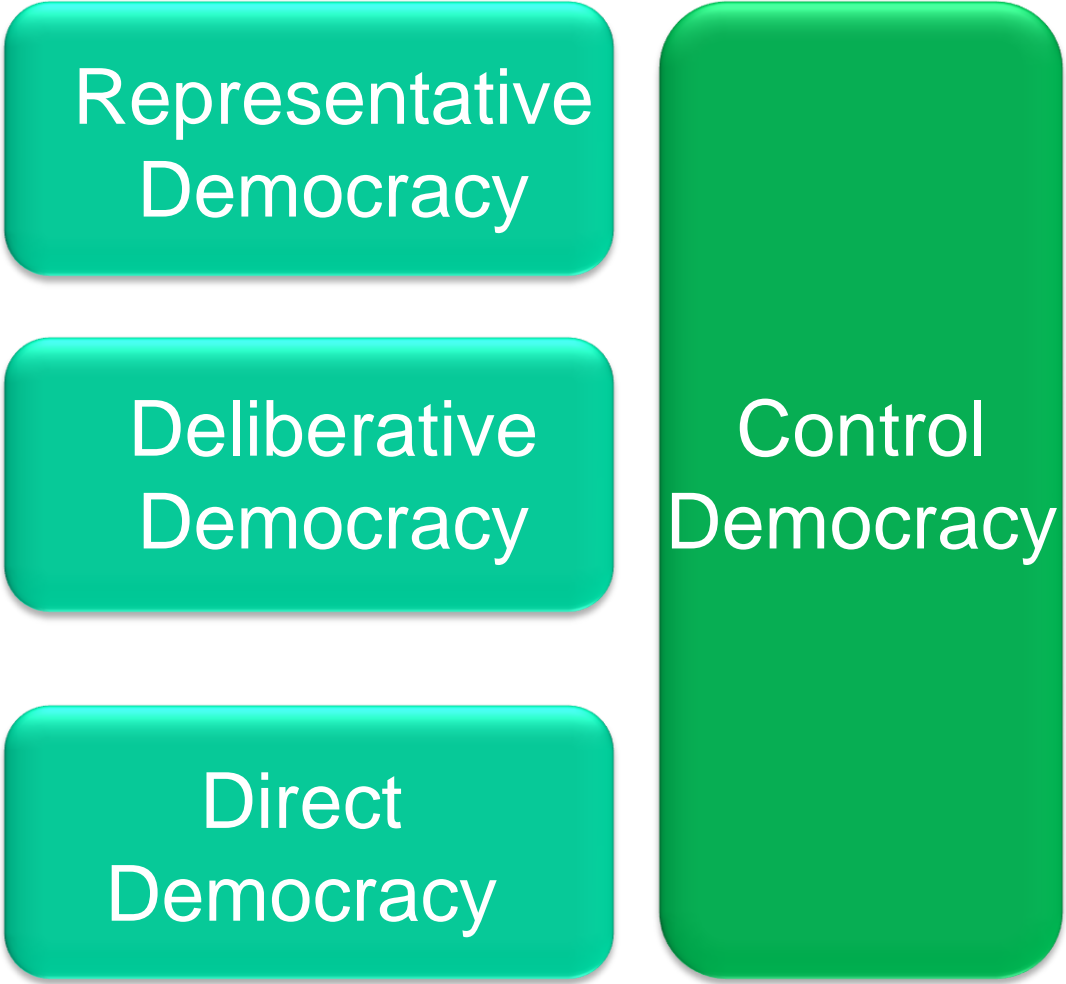 Representative
Democracy
Deliberative
Democracy
Direct
Democracy
Control
Democracy